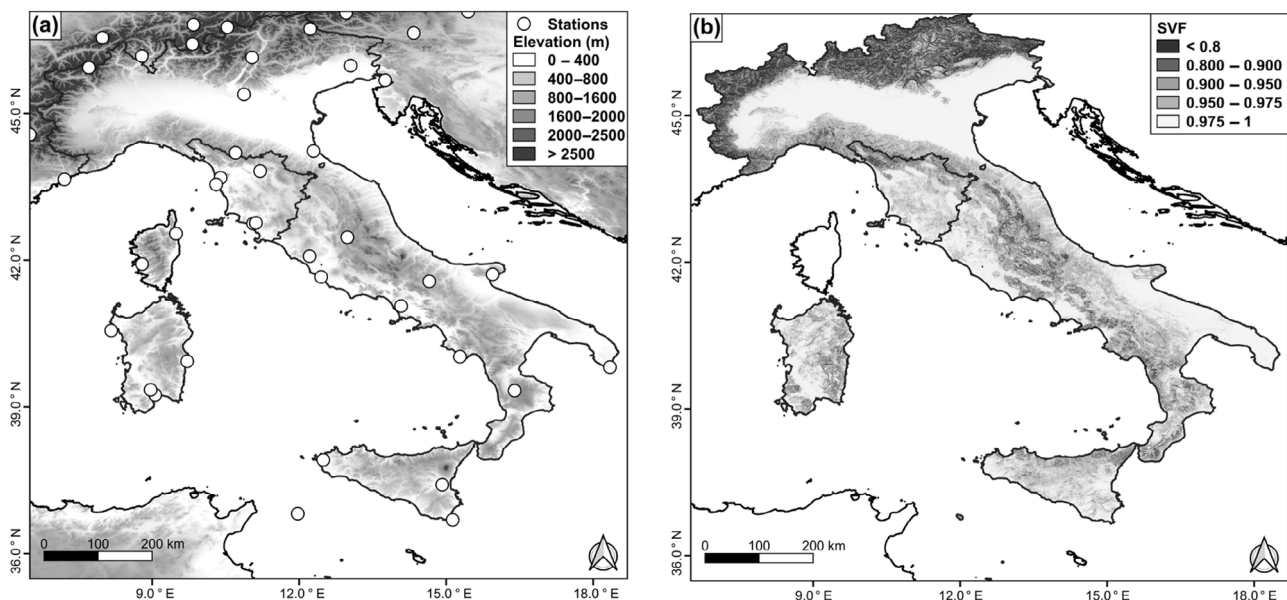 (a)
Stations
Elevation (m)
0 – 400
400–800
800–1600
1600–2000
2000–2500
> 2500
45.0° N
42.0° N
39.0° N
36.0° N
0 100 200 km
9.0° E 12.0° E 15.0° E 18.0° E
(b)
SVF
< 0.8
0.800 – 0.900
0.900 – 0.950
0.950 – 0.975
0.975 – 1
45.0° N
42.0° N
39.0° N
36.0° N
0 100 200 km
9.0° E 12.0° E 15.0° E 18.0° E